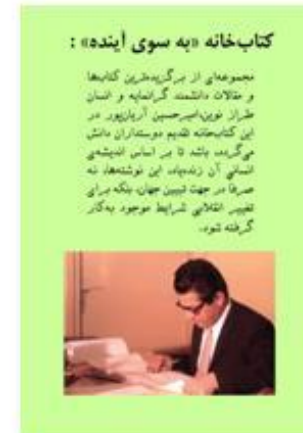 کتاب‌خانه «به سوی آینده» :
مجموعه‌ای از برگزیده‌ترین کتاب‌ها
و مقالات دانشمند گرانمایه و انسان
طراز نوین،امیرحسین آریان‌پور در
این کتاب‌خانه تقدیم دوستداران دانش
می‌گردد، باشد تا بر اساس اندیشه‌ی
انسانی آن زنده‌یاد، این نوشته‌ها، نه
صرفا در جهت تبیین جهان، بلکه برای
تغییر انقلابی شرایط موجود به‌کار
گرفته شود.